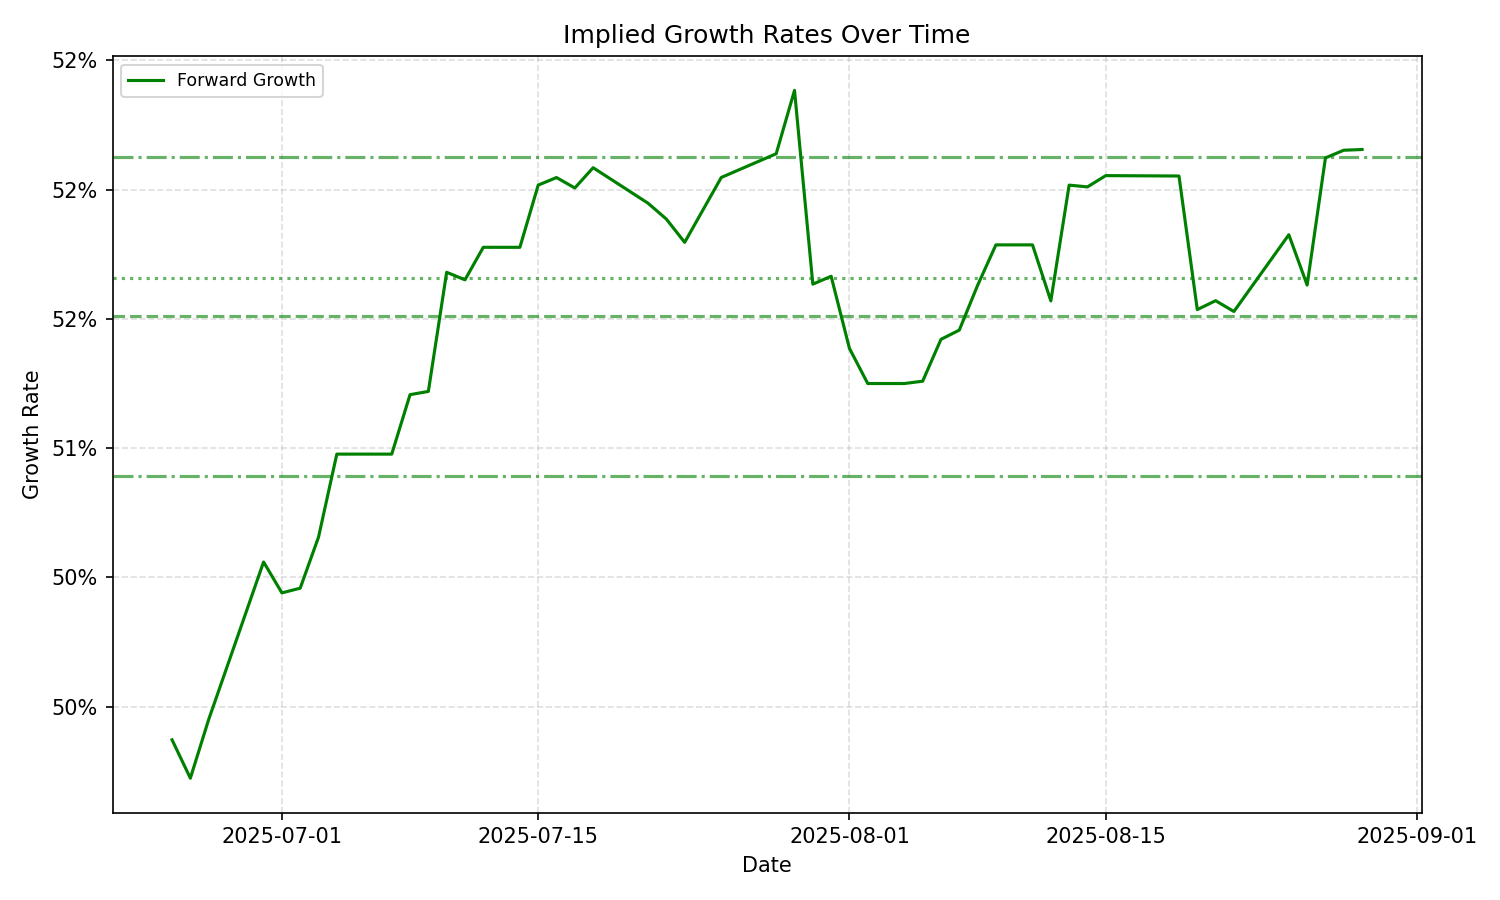 Implied Growth Rates Over Time
52%
Forward Growth
52%
52%
51%
50%
50%
Growth Rate
2025-07-01
2025-07-15
2025-08-01
2025-08-15
2025-09-01
Date